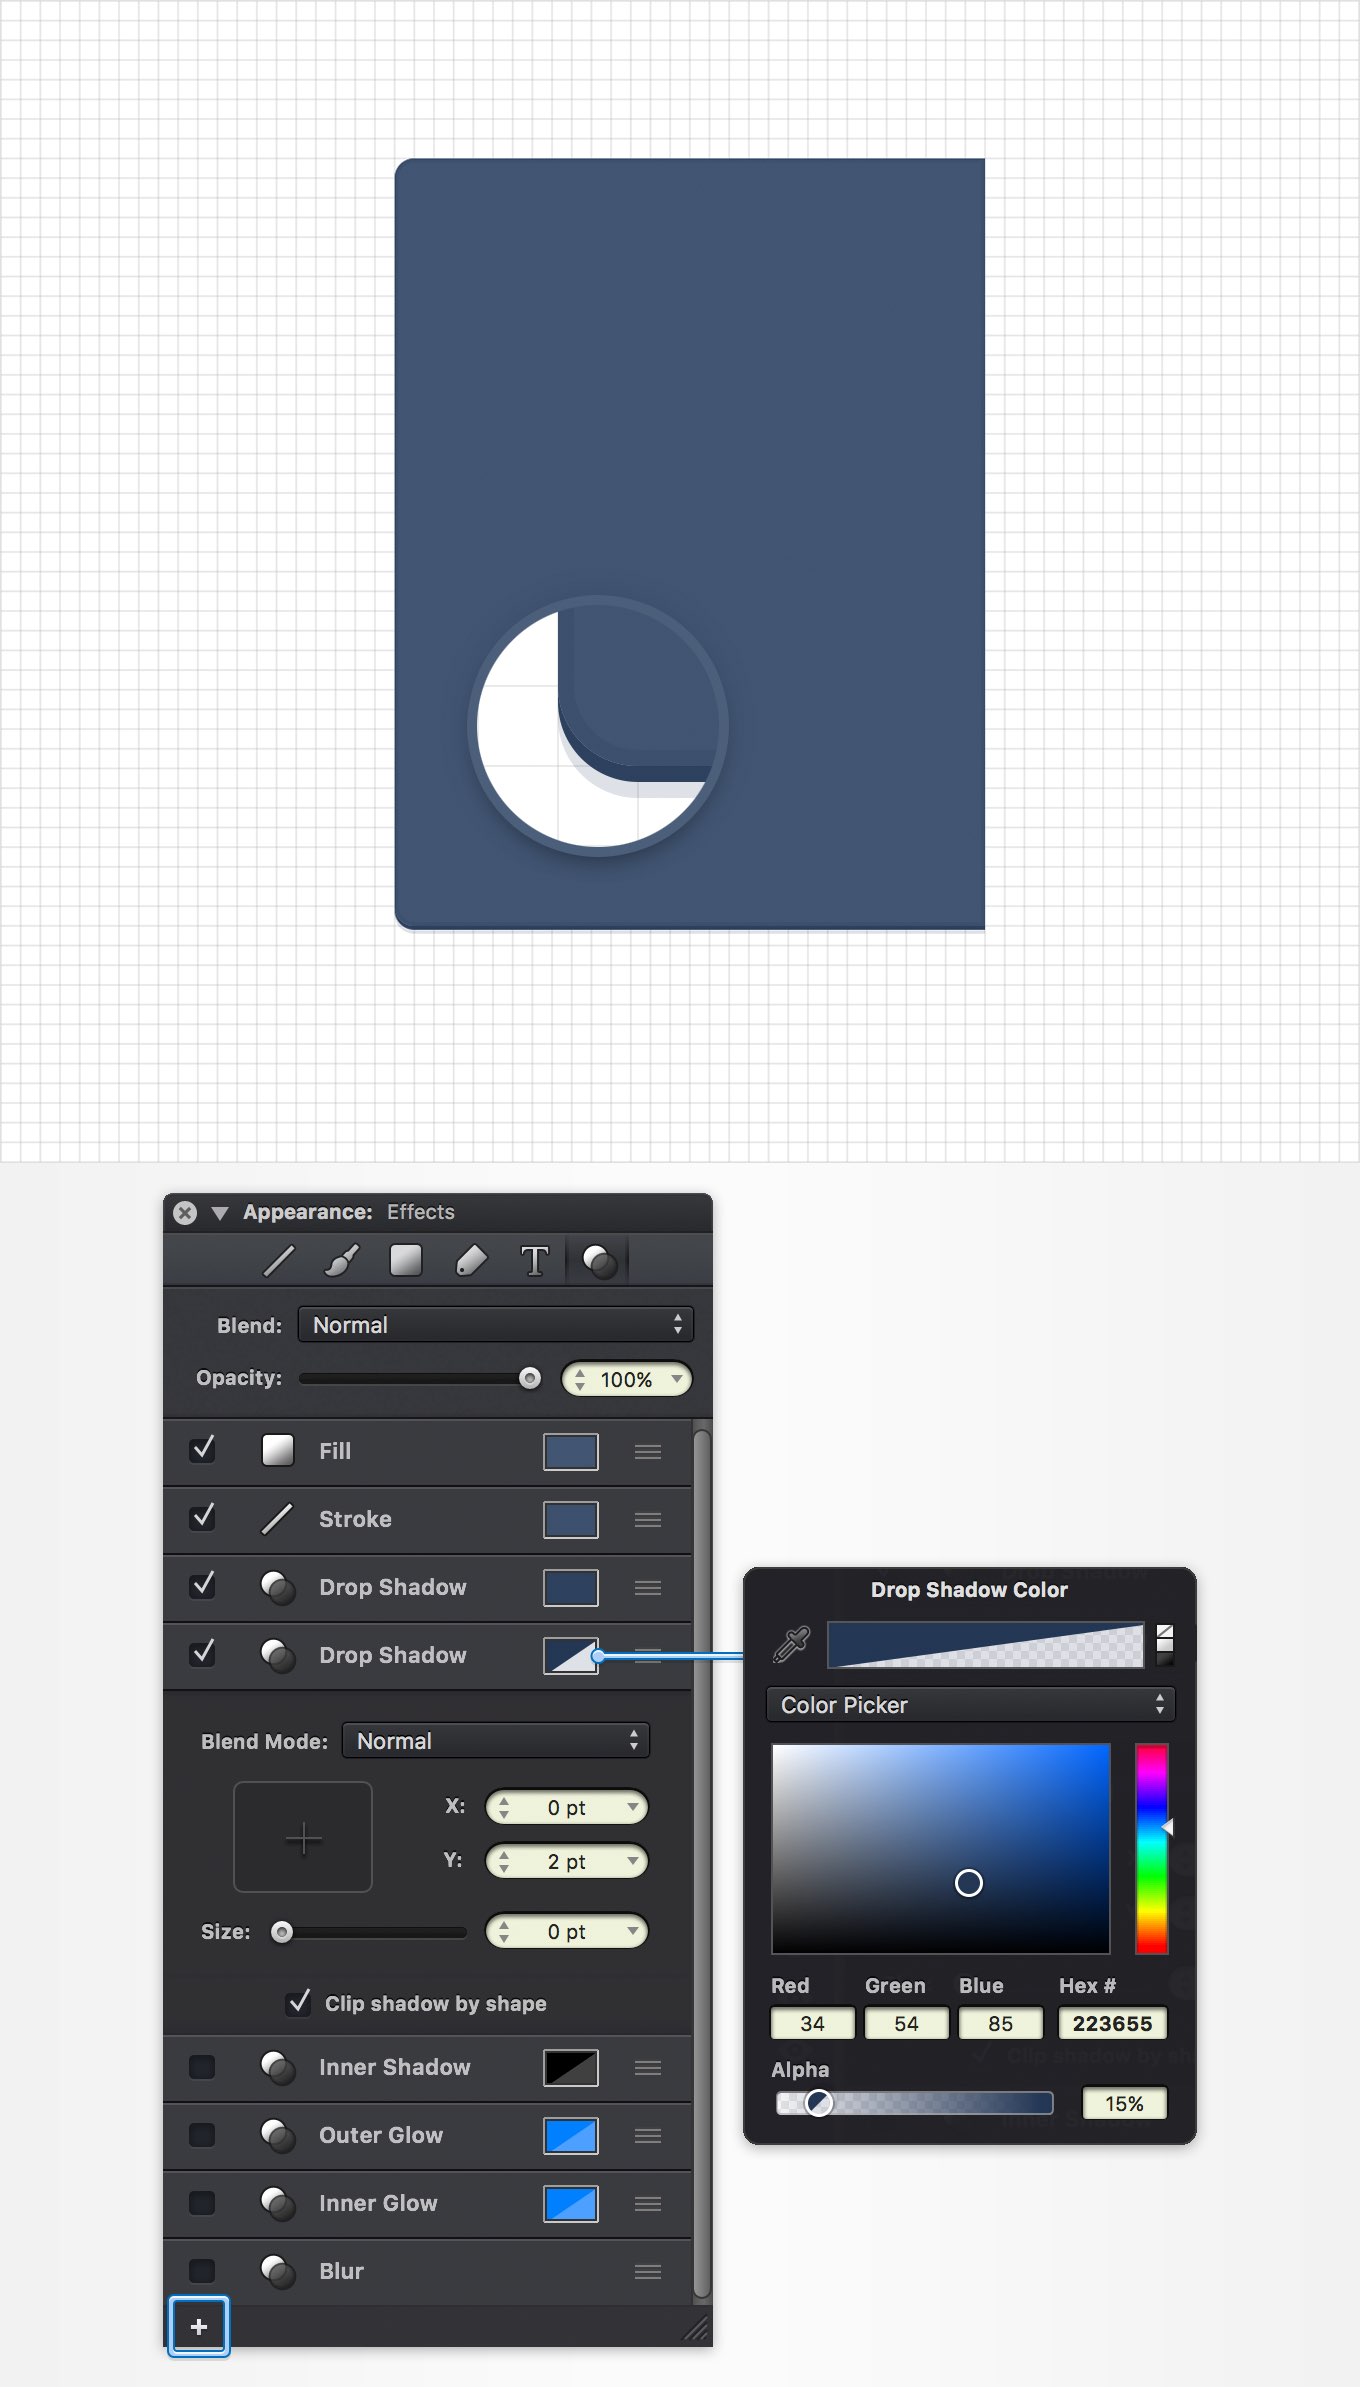 Appearance: Effects
T
Blend: Normal
Opacity: 100%
Fill
Stroke
Drop Shadow
Drop Shadow
Blend Mode: Normal
X: 0 pt
Y: 2 pt
Size: 0 pt
Clip shadow by shape
Inner Shadow
Outer Glow
Inner Glow
Blur
+
Drop Shadow Color
Color Picker
Red Green Blue Hex #
34 54 85 223655
Alpha
15%